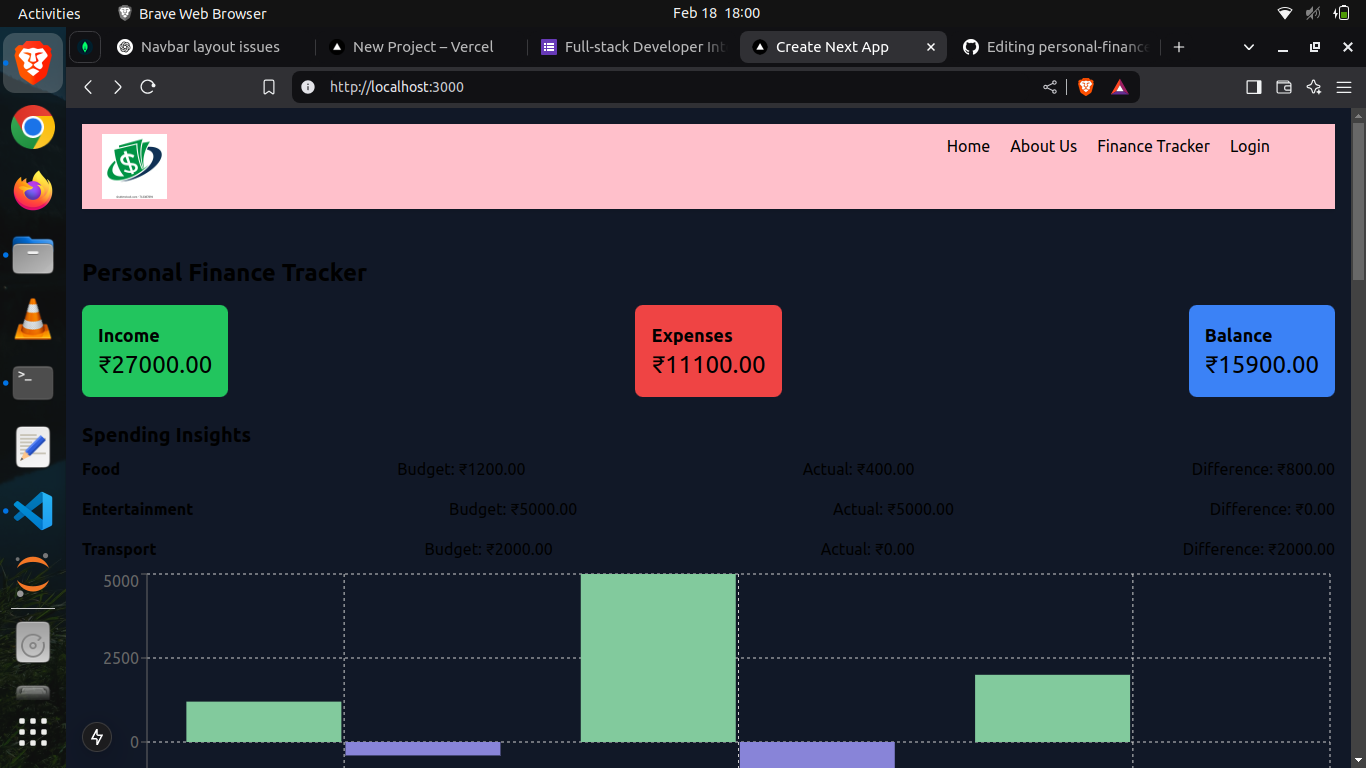 Activities Brave Web Browser Feb 18 18:00
Navbar layout issues New Project – Vercel Full-stack Developer Int Create Next App Editing personal-finance
http://localhost:3000
Home About Us Finance Tracker Login
Personal Finance Tracker
Income Expenses Balance
₹27000.00 ₹11100.00 ₹15900.00
Spending Insights
Food Budget: ₹1200.00 Actual: ₹400.00 Difference: ₹800.00
Entertainment Budget: ₹5000.00 Actual: ₹5000.00 Difference: ₹0.00
Transport Budget: ₹2000.00 Actual: ₹0.00 Difference: ₹2000.00
5000
2500
0